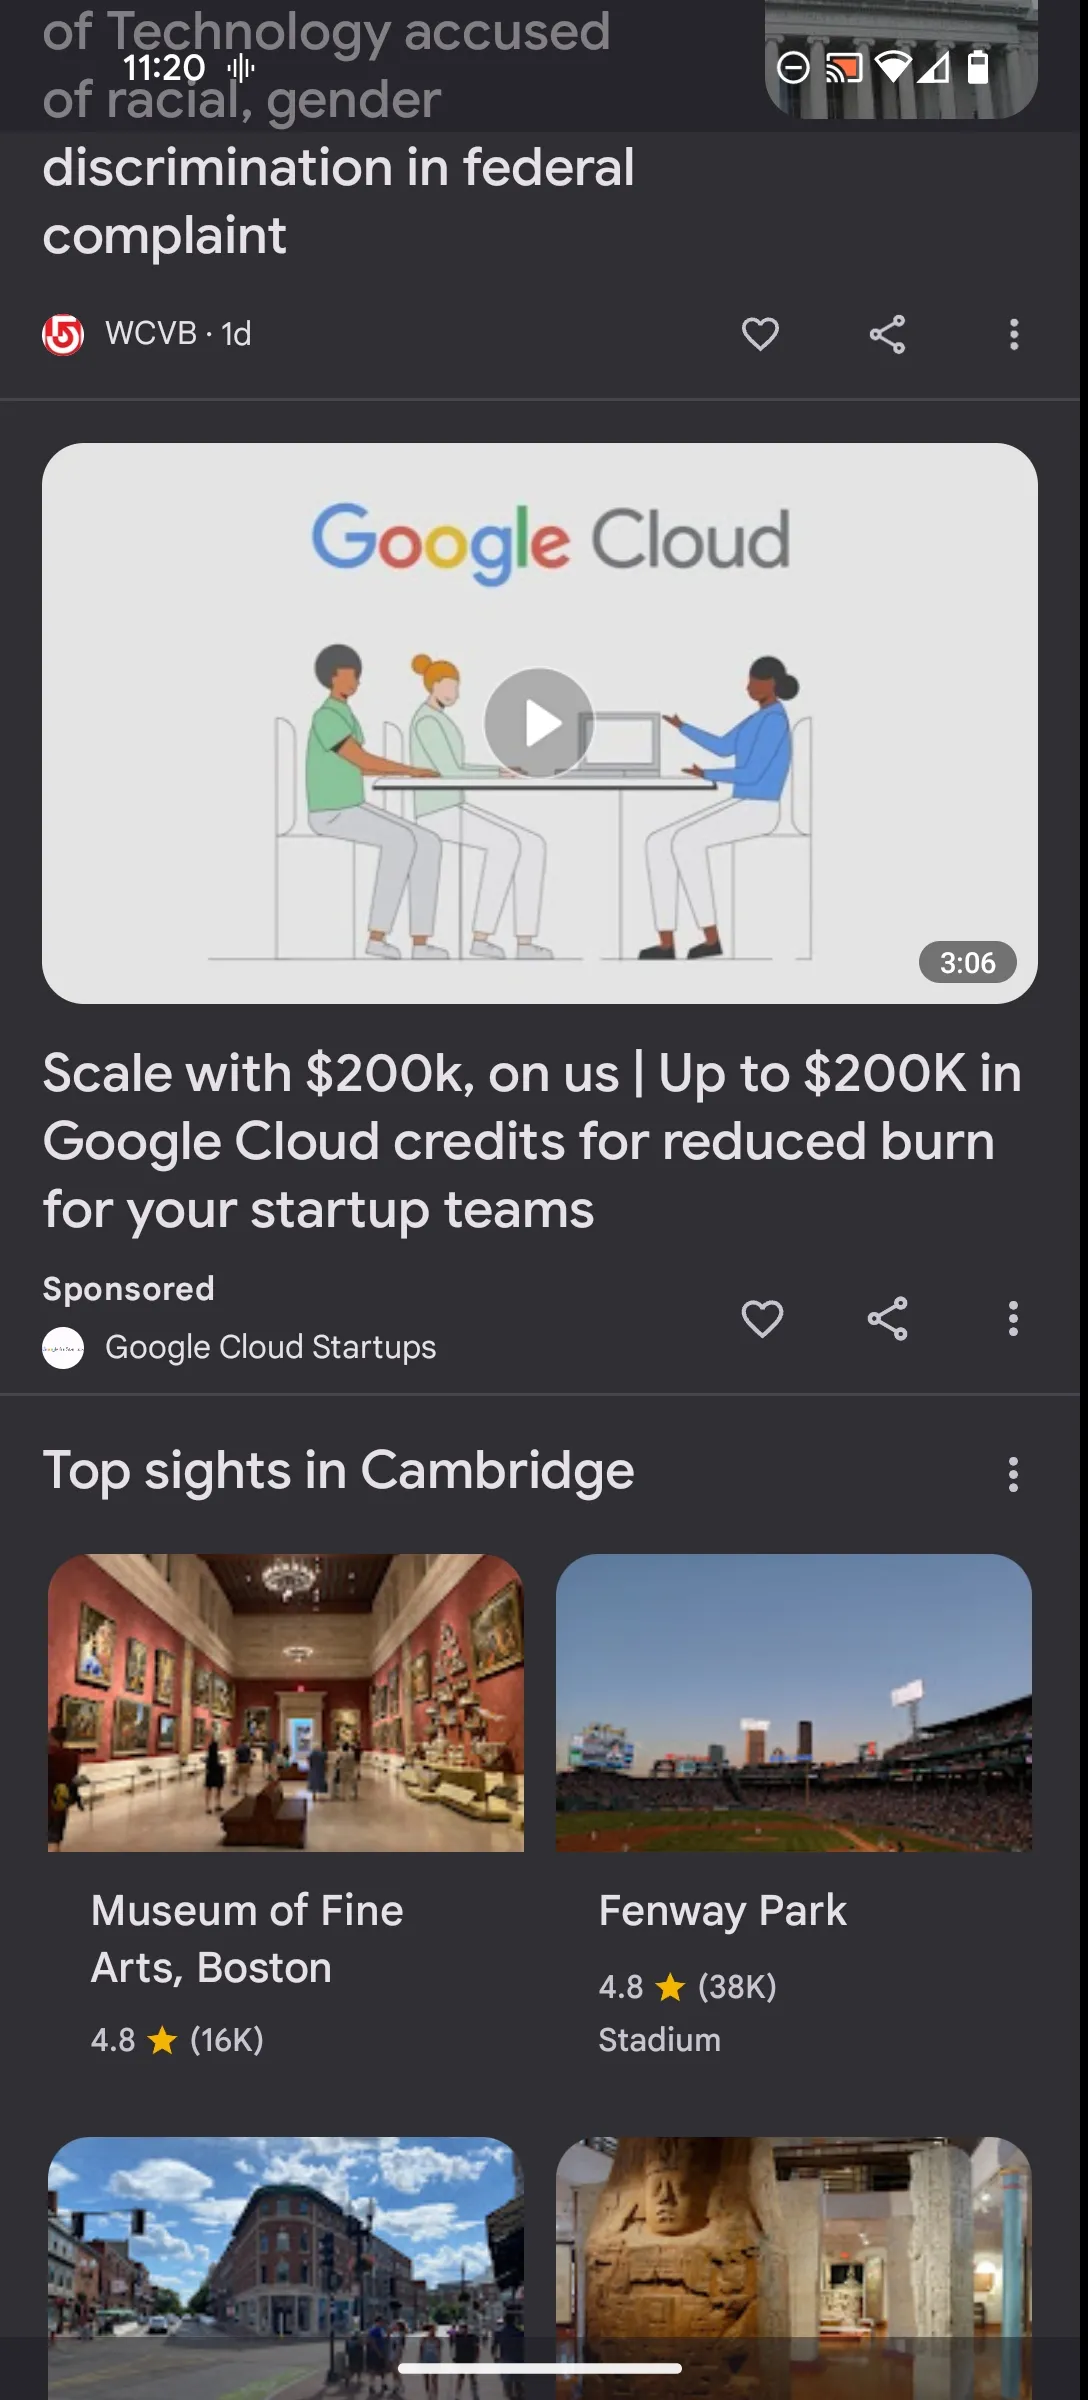 of Technology accused
11:20
of racial, gender
discrimination in federal
complaint
WCVB · 1d
Google Cloud
3:06
Scale with $200k, on us | Up to $200K in
Google Cloud credits for reduced burn
for your startup teams
Sponsored
Google Cloud Startups
Top sights in Cambridge
Museum of Fine
Arts, Boston
4.8 ★ (16K)
Fenway Park
4.8 ★ (38K)
Stadium